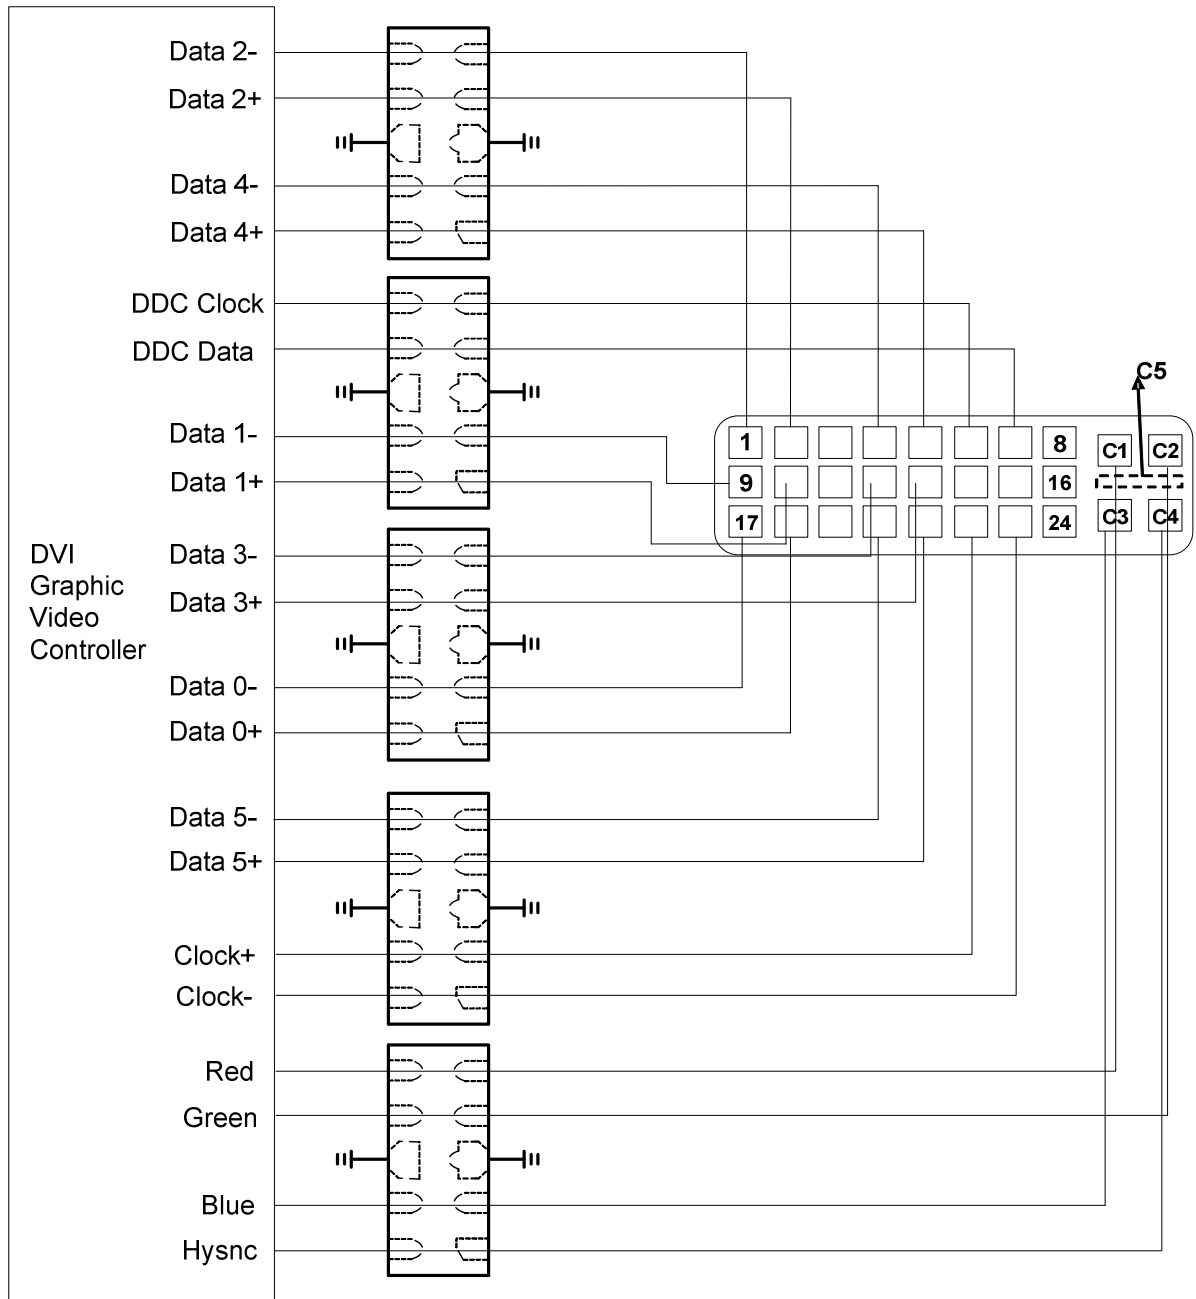 Data 2-
Data 2+
Data 4-
Data 4+
DDC Clock
DDC Data
Data 1-
Data 1+
DVI
Graphic
Video
Controller
Data 3-
Data 3+
Data 0-
Data 0+
Data 5-
Data 5+
Clock+
Clock-
Red
Green
Blue
Hysnc
C5
1
8
C1
C2
9
16
17
24
C3
C4